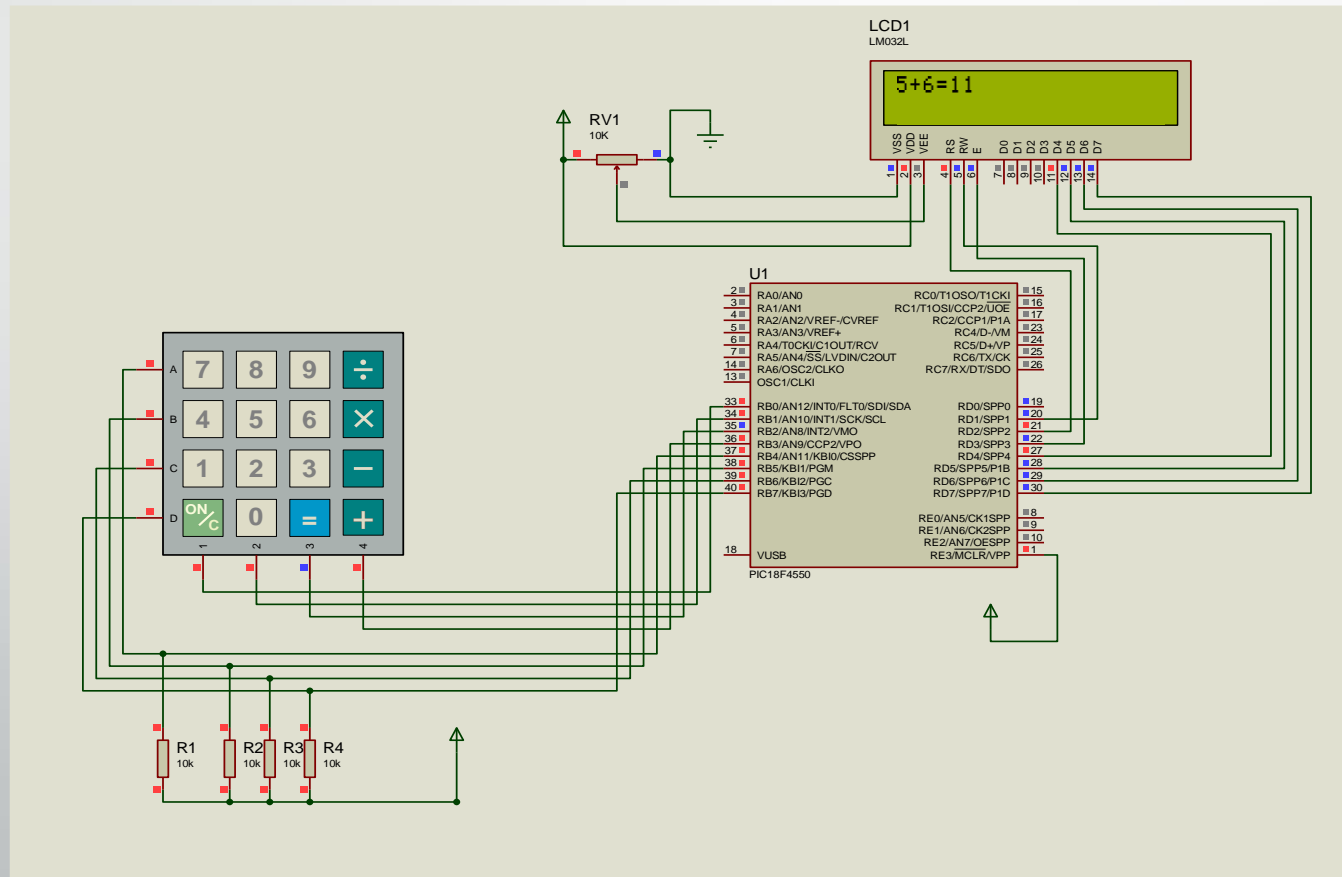 LCD1
LM032L
5+6=11
VSS VDD VEE RS RW E D0 D1 D2 D3 D4 D5 D6 D7
1 2 3 4 5 6 7 8 9 10 11 12 13 14
RV1
10K
U1
2 RA0/AN0 RC0/T1OSO/T1CKI 15
3 RA1/AN1 RC1/T1OSI/CCP2/UOE 16
4 RA2/AN2/VREF-/CVREF RC2/CCP1/P1A 17
5 RA3/AN3/VREF+ RC4/D-/VM 23
6 RA4/T0CKI/C1OUT/RCV RC5/D+/VP 24
7 RA5/AN4/SS/LVDIN/C2OUT RC6/TX/CK 25
14 RA6/OSC2/CLKO RC7/RX/DT/SDO 26
13 OSC1/CLKI
33 RB0/AN12/INT0/FLT0/SDI/SDA RD0/SPP0 19
34 RB1/AN10/INT1/SCK/SCL RD1/SPP1 20
35 RB2/AN8/INT2/VMO RD2/SPP2 21
36 RB3/AN9/CCP2/VPO RD3/SPP3 22
37 RB4/AN11/KBI0/CSSPP RD4/SPP4 27
38 RB5/KBI1/PGM RD5/SPP5/P1B 28
39 RB6/KBI2/PGC RD6/SPP6/P1C 29
40 RB7/KBI3/PGD RD7/SPP7/P1D 30
RE0/AN5/CK1SPP 8
RE1/AN6/CK2SPP 9
RE2/AN7/OESPP 10
18 VUSB RE3/MCLR/VPP 1
PIC18F4550
A 7 8 9 ÷
B 4 5 6 ×
C 1 2 3 −
D ON/C 0 = +
1 2 3 4
R1 R2 R3 R4
10k 10k 10k 10k